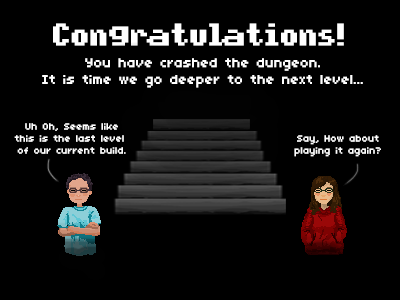 Congratulations!
You have crashed the dungeon.
It is time we go deeper to the next level...
Uh Oh, Seems like
this is the last level
of our current build.
Say, How about
playing it again?